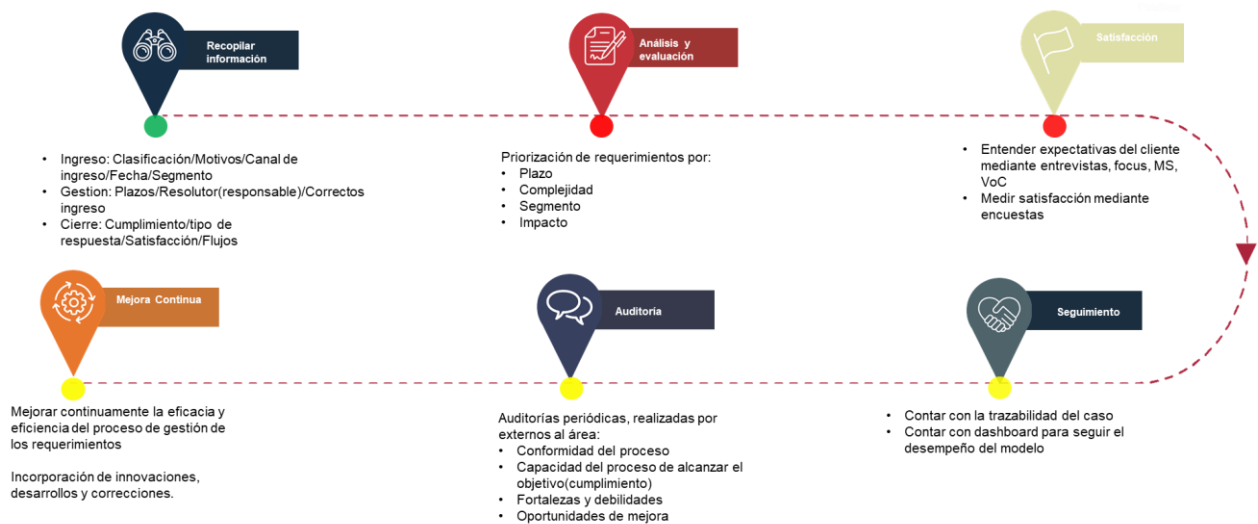 Recopilar
información
• Ingreso: Clasificación/Motivos/Canal de
ingreso/Fecha/Segmento
• Gestion: Plazos/Resolutor(responsable)/Correctos
ingreso
• Cierre: Cumplimiento/tipo de
respuesta/Satisfacción/Flujos
Análisis y
evaluación
Priorización de requerimientos por:
• Plazo
• Complejidad
• Segmento
• Impacto
Satisfacción
• Entender expectativas del cliente
mediante entrevistas, focus, MS,
VoC
• Medir satisfacción mediante
encuestas
Mejora Continua
Mejorar continuamente la eficacia y
eficiencia del proceso de gestión de
los requerimientos
Incorporación de innovaciones,
desarrollos y correcciones.
Auditoría
Auditorías periódicas, realizadas por
externos al área:
• Conformidad del proceso
• Capacidad del proceso de alcanzar el
objetivo(cumplimiento)
• Fortalezas y debilidades
• Oportunidades de mejora
Seguimiento
• Contar con la trazabilidad del caso
• Contar con dashboard para seguir el
desempeño del modelo